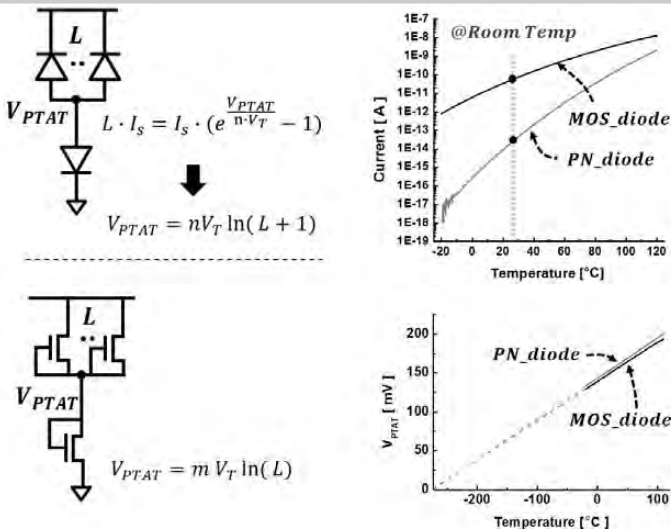 L
V_PTAT
L · I_s = I_s · (e^{V_PTAT / n·V_T} − 1)
V_PTAT = nV_T ln( L + 1)
L
V_PTAT
V_PTAT = m V_T ln( L)
@Room Temp
1E-7
1E-8
1E-9
1E-10
1E-11
1E-12
1E-13
1E-14
1E-15
1E-16
1E-17
1E-18
1E-19
Current [ A ]
MOS_diode
PN_diode
-20 0 20 40 60 80 100 120
Temperature [°C]
200
150
100
50
0
V_PTAT [ mV ]
PN_diode
MOS_diode
-200 -100 0 100
Temperature [°C]